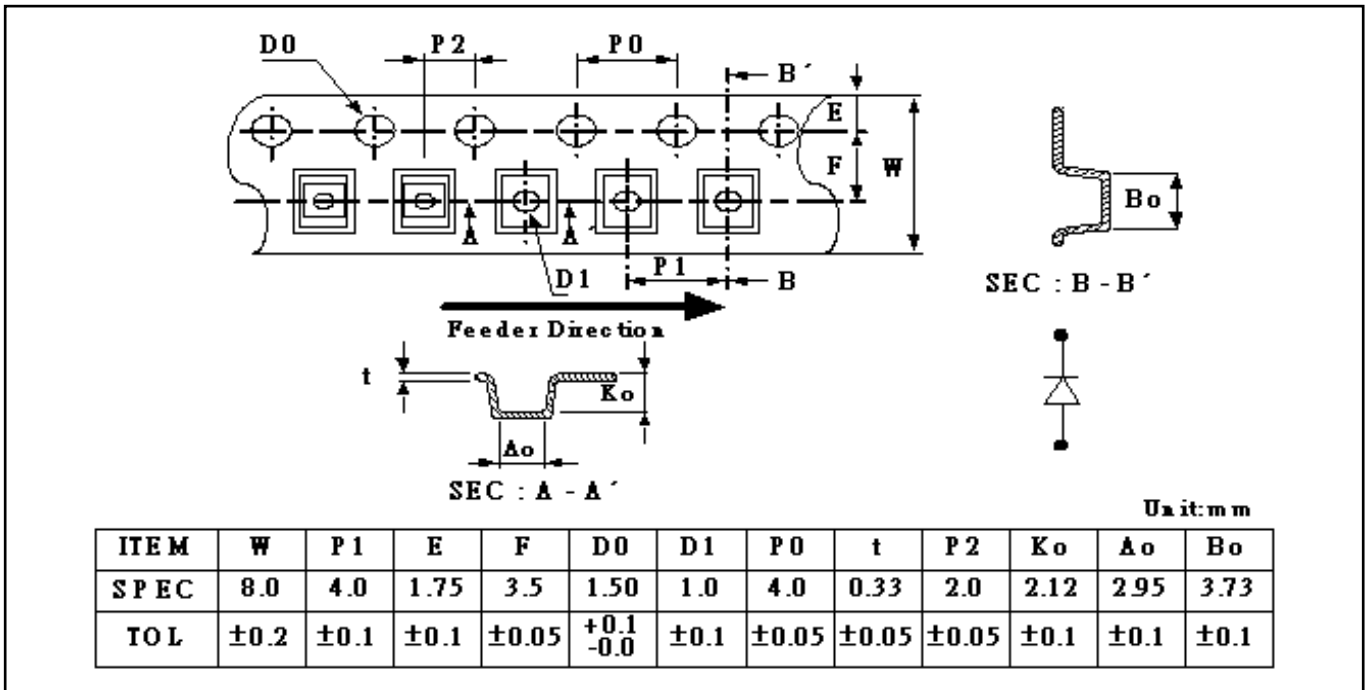 D0 P2 P0 B´
E
F W
A A´
D1 P1 B
Feeder Direction
Bo
SEC : B - B´
t Ko
Ao
SEC : A - A´
Unit:mm
ITEM W P1 E F D0 D1 P0 t P2 Ko Ao Bo
SPEC 8.0 4.0 1.75 3.5 1.50 1.0 4.0 0.33 2.0 2.12 2.95 3.73
TOL ±0.2 ±0.1 ±0.1 ±0.05 +0.1 -0.0 ±0.1 ±0.05 ±0.05 ±0.05 ±0.1 ±0.1 ±0.1